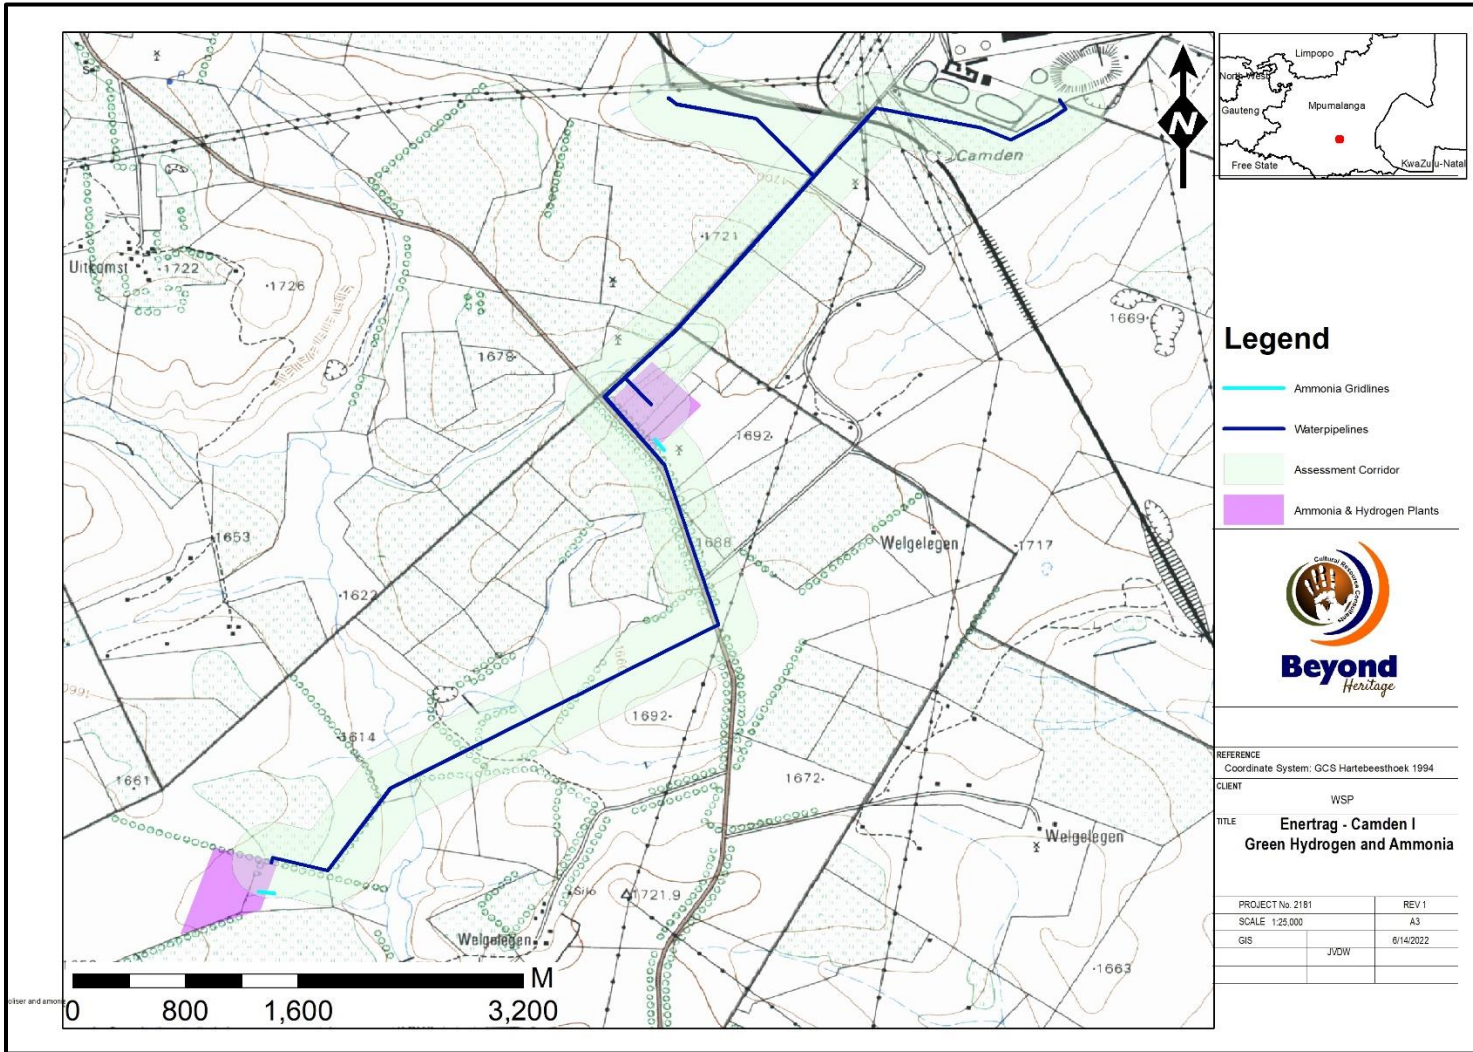 Uitkomst
1722
1726
1721
Camden
1669
1678
1692
1688
1653
1622
Welgelegen
1717
1614
1661
1692
1672
Welgelegen
Silo
1721.9
Welgelegen
1663
M
0 800 1,600 3,200
N
Limpopo
North West
Mpumalanga
Gauteng
Free State
KwaZulu-Natal
Legend
Ammonia Gridlines
Waterpipelines
Assessment Corridor
Ammonia & Hydrogen Plants
Cultural Resource Consultants
Beyond
Heritage
REFERENCE
Coordinate System: GCS Hartebeesthoek 1994
CLIENT
WSP
TITLE
Enertrag - Camden I
Green Hydrogen and Ammonia
PROJECT No. 2181 REV 1
SCALE 1:25,000 A3
GIS JVDW 6/14/2022